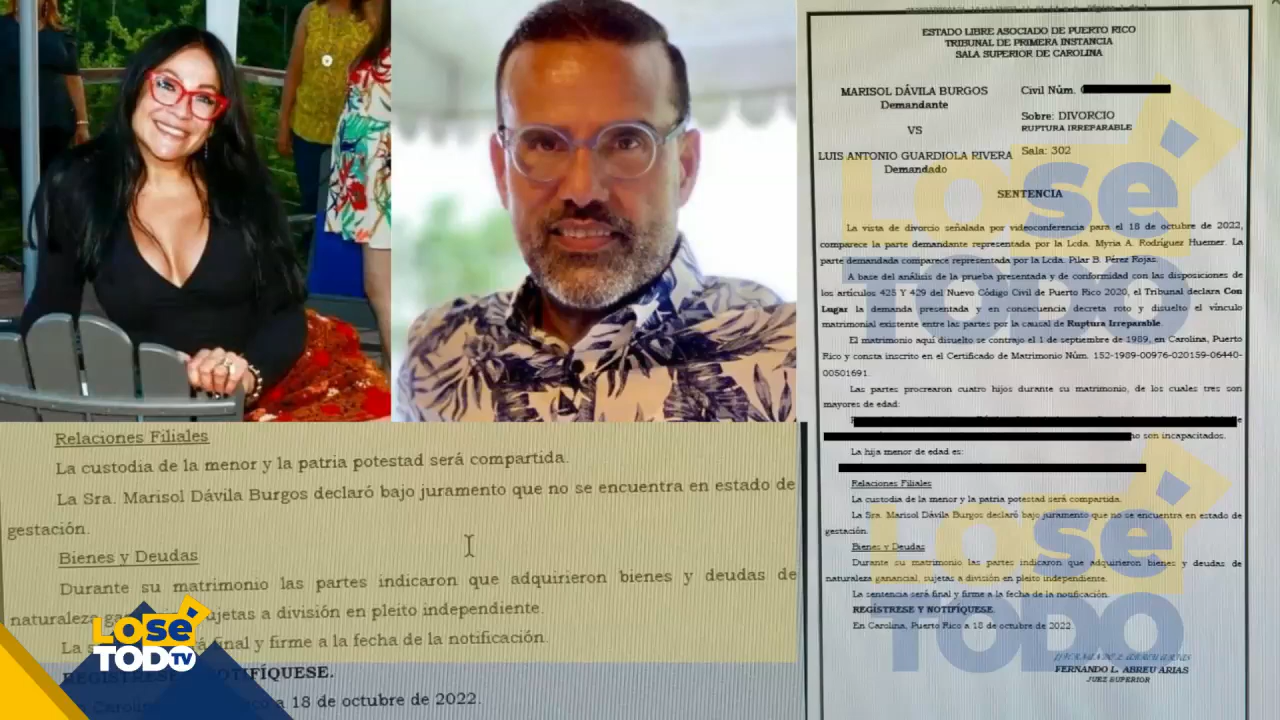 Relaciones Filiales
La custodia de la menor y la patria potestad será compartida.
La Sra. Marisol Dávila Burgos declaró bajo juramento que no se encuentra en estado de
gestación.
Bienes y Deudas
Durante su matrimonio las partes indicaron que adquirieron bienes y deudas de
naturaleza sujetas a división en pleito independiente.
La final y firme a la fecha de la notificación.
a 18 de octubre de 2022.
LOSÉ
TODO TV
ESTADO LIBRE ASOCIADO DE PUERTO RICO
TRIBUNAL DE PRIMERA INSTANCIA
SALA SUPERIOR DE CAROLINA
MARISOL DÁVILA BURGOS
Demandante
VS
LUIS ANTONIO GUARDIOLA RIVERA
Demandado
Civil Núm.
Sobre: DIVORCIO
RUPTURA IRREPARABLE
Sala: 302
SENTENCIA
La vista de divorcio señalada por videoconferencia para el 18 de octubre de 2022,
comparece la parte demandante representada por la Lcda. Myria A. Rodríguez Huemer. La
parte demandada comparece representada por la Lcda. Pilar B. Pérez Rojas.
A base del análisis de la prueba presentada y de conformidad con las disposiciones de
los artículos 425 Y 429 del Nuevo Código Civil de Puerto Rico 2020, el Tribunal declara Con
Lugar la demanda presentada y en consecuencia decreta roto y disuelto el vínculo
matrimonial existente entre las partes por la causal de Ruptura Irreparable.
El matrimonio aquí disuelto se contrajo el 1 de septiembre de 1989, en Carolina, Puerto
Rico y consta inscrito en el Certificado de Matrimonio Núm. 152-1989-00976-020159-06440-
00501691.
Las partes procrearon cuatro hijos durante su matrimonio, de los cuales tres son
mayores de edad:
no son incapacitados.
La hija menor de edad es:
Relaciones Filiales
La custodia de la menor y la patria potestad será compartida.
La Sra. Marisol Dávila Burgos declaró bajo juramento que no se encuentra en estado de
gestación.
Bienes y Deudas
Durante su matrimonio las partes indicaron que adquirieron bienes y deudas de
naturaleza ganancial, sujetas a división en pleito independiente.
La sentencia será final y firme a la fecha de la notificación.
REGÍSTRESE Y NOTIFÍQUESE.
En Carolina, Puerto Rico a 18 de octubre de 2022.
FERNANDO L. ABREU ARIAS
JUEZ SUPERIOR
LOSÉ
TODO
LOSÉ
TODO